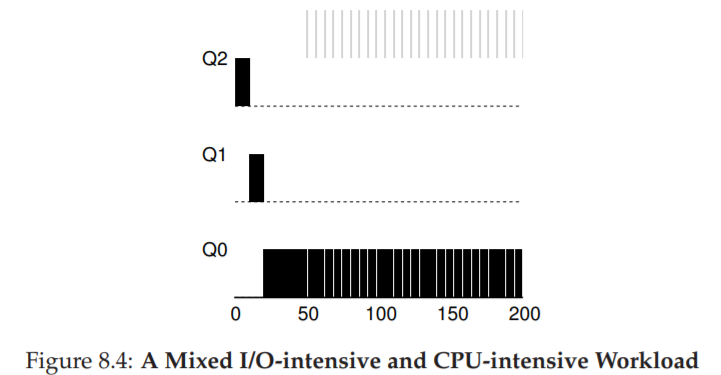 Q2
Q1
Q0
0 50 100 150 200
Figure 8.4: A Mixed I/O-intensive and CPU-intensive Workload